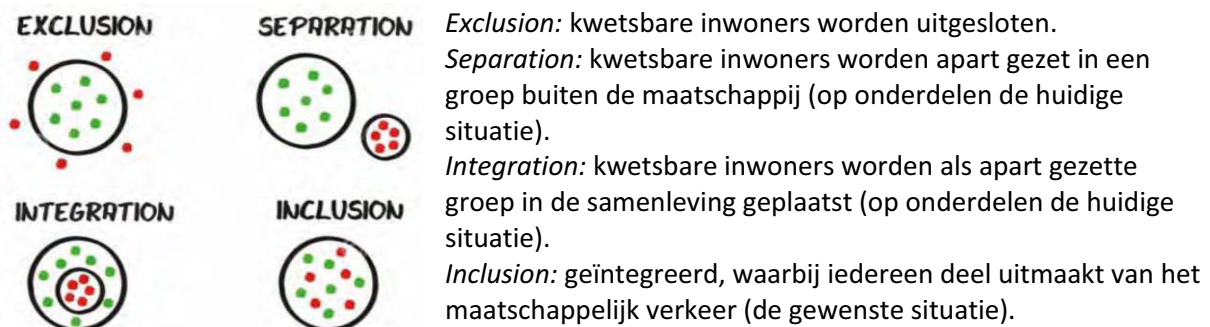 EXCLUSION
SEPARATION
INTEGRATION
INCLUSION
Exclusion: kwetsbare inwoners worden uitgesloten.
Separation: kwetsbare inwoners worden apart gezet in een
groep buiten de maatschappij (op onderdelen de huidige
situatie).
Integration: kwetsbare inwoners worden als apart gezette
groep in de samenleving geplaatst (op onderdelen de huidige
situatie).
Inclusion: geïntegreerd, waarbij iedereen deel uitmaakt van het
maatschappelijk verkeer (de gewenste situatie).